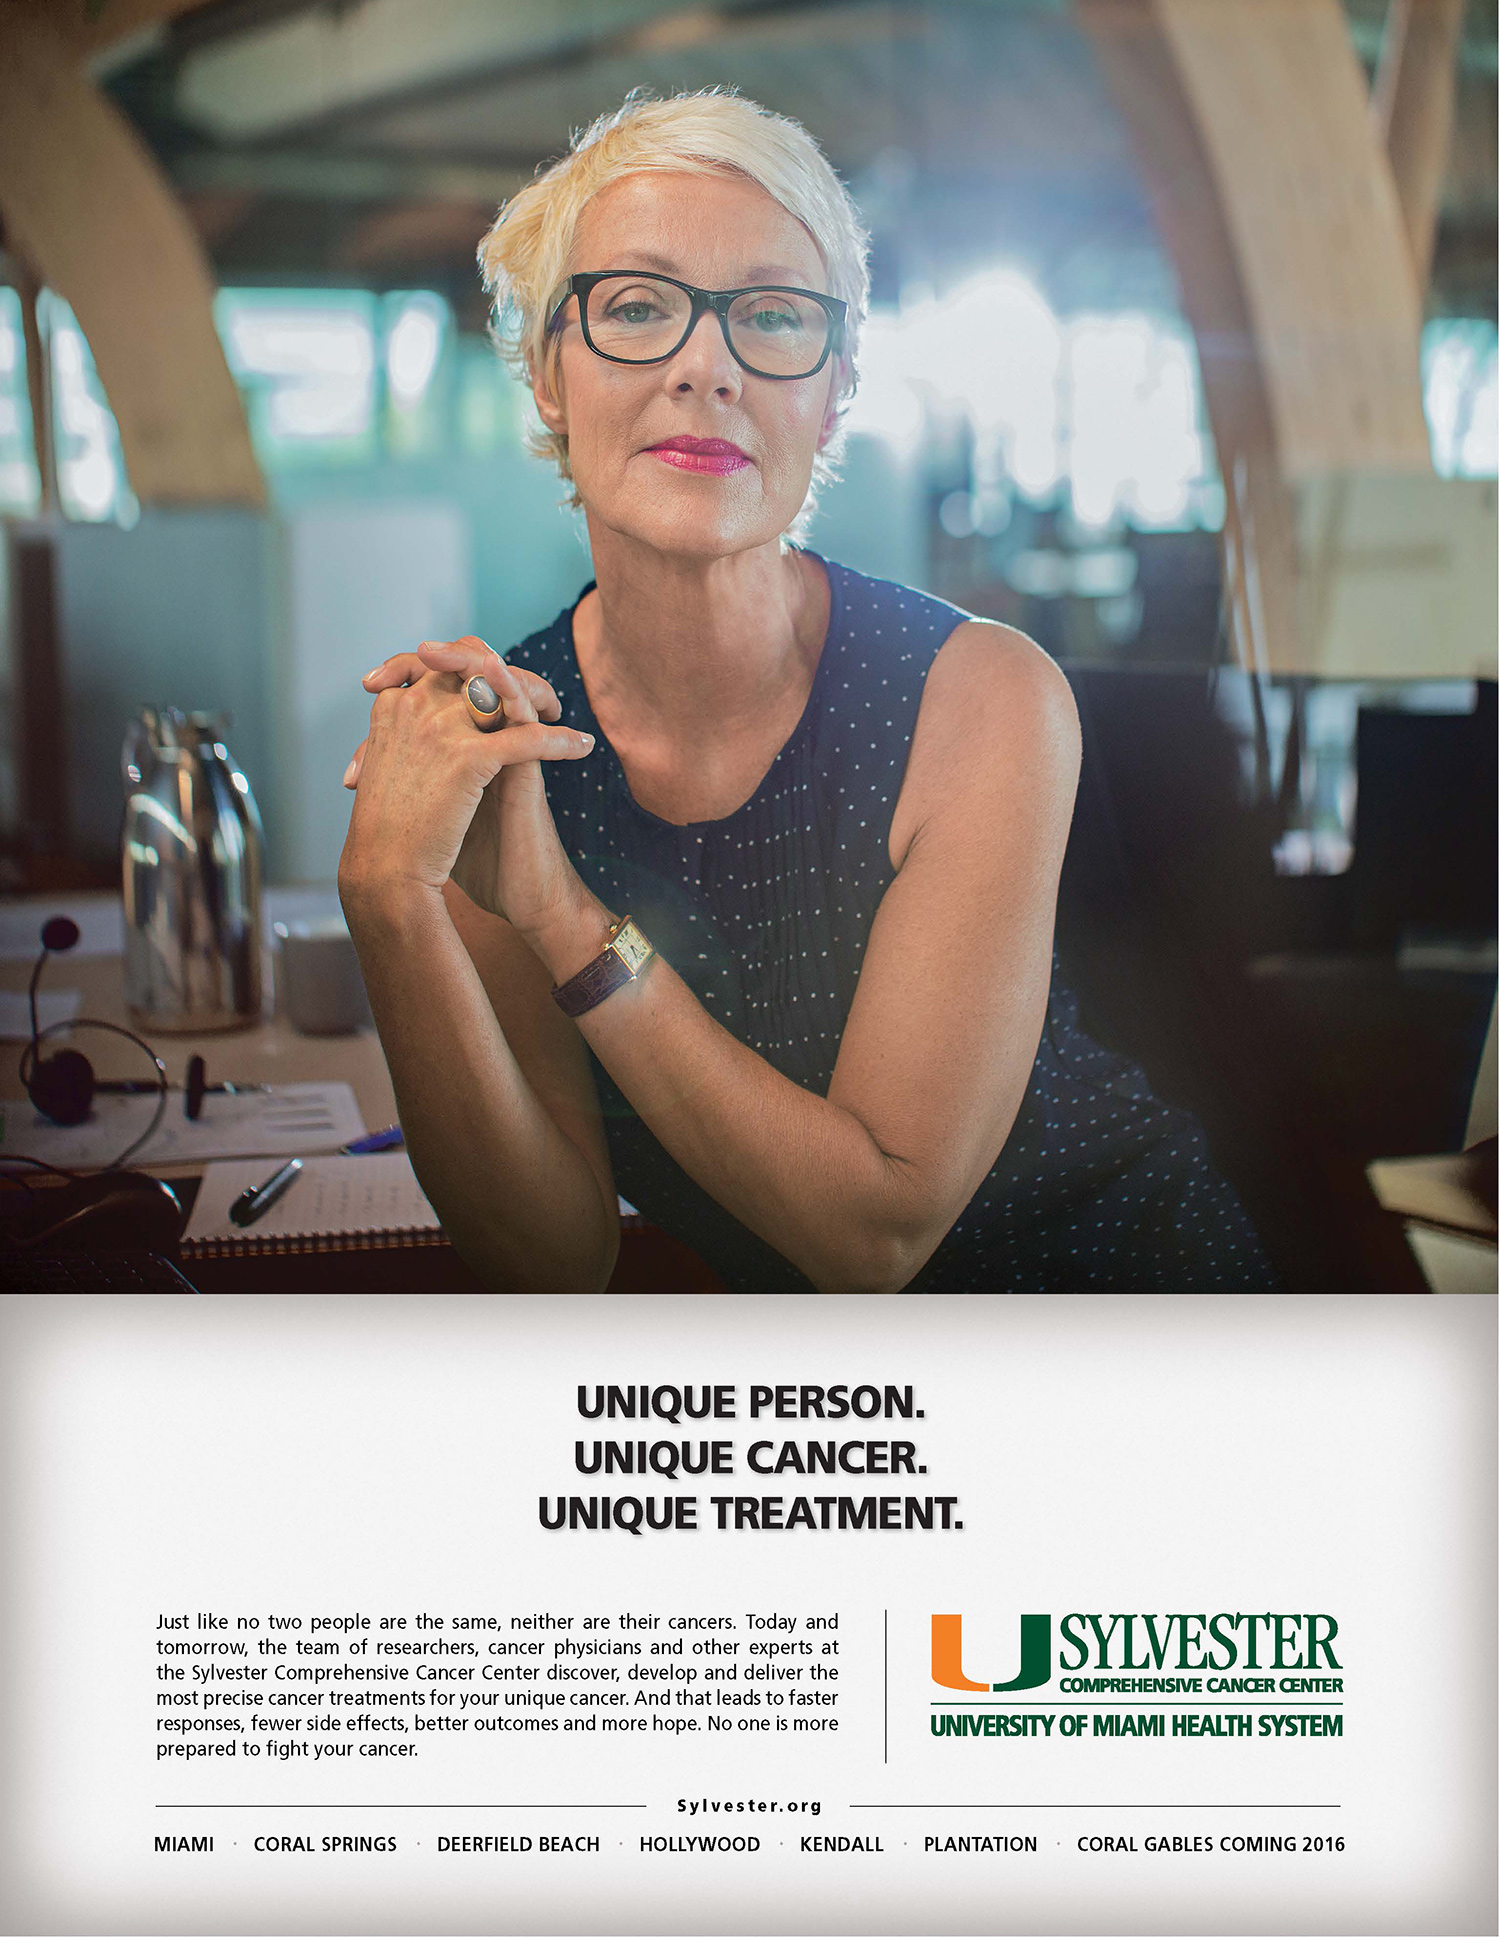 UNIQUE PERSON.
UNIQUE CANCER.
UNIQUE TREATMENT.
Just like no two people are the same, neither are their cancers. Today and
tomorrow, the team of researchers, cancer physicians and other experts at
the Sylvester Comprehensive Cancer Center discover, develop and deliver the
most precise cancer treatments for your unique cancer. And that leads to faster
responses, fewer side effects, better outcomes and more hope. No one is more
prepared to fight your cancer.
U SYLVESTER
COMPREHENSIVE CANCER CENTER
UNIVERSITY OF MIAMI HEALTH SYSTEM
Sylvester.org
MIAMI · CORAL SPRINGS · DEERFIELD BEACH · HOLLYWOOD · KENDALL · PLANTATION · CORAL GABLES COMING 2016